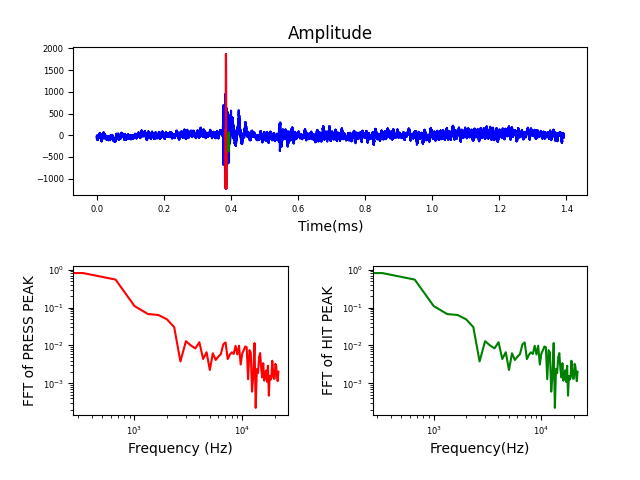 Amplitude
2000
1500
1000
500
0
−500
−1000
0.0 0.2 0.4 0.6 0.8 1.0 1.2 1.4
Time(ms)
FFT of PRESS PEAK
10⁰
10⁻¹
10⁻²
10⁻³
10³ 10⁴
Frequency (Hz)
FFT of HIT PEAK
10⁰
10⁻¹
10⁻²
10⁻³
10³ 10⁴
Frequency(Hz)